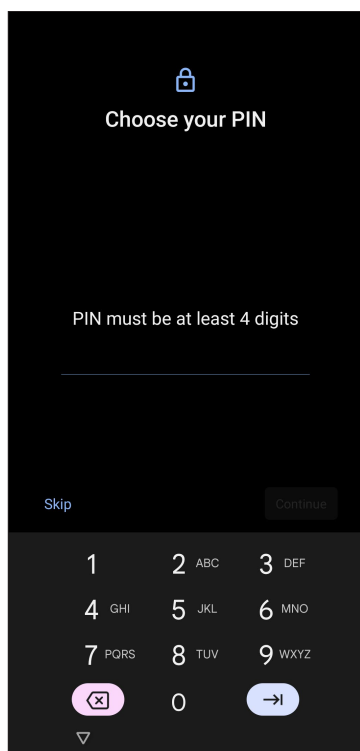 Choose your PIN
PIN must be at least 4 digits
Skip Continue
1 2 ABC 3 DEF
4 GHI 5 JKL 6 MNO
7 PQRS 8 TUV 9 WXYZ
0